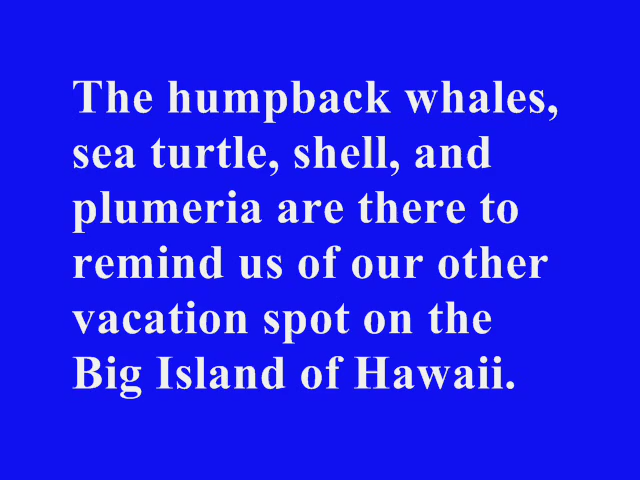 The humpback whales,
sea turtle, shell, and
plumeria are there to
remind us of our other
vacation spot on the
Big Island of Hawaii.